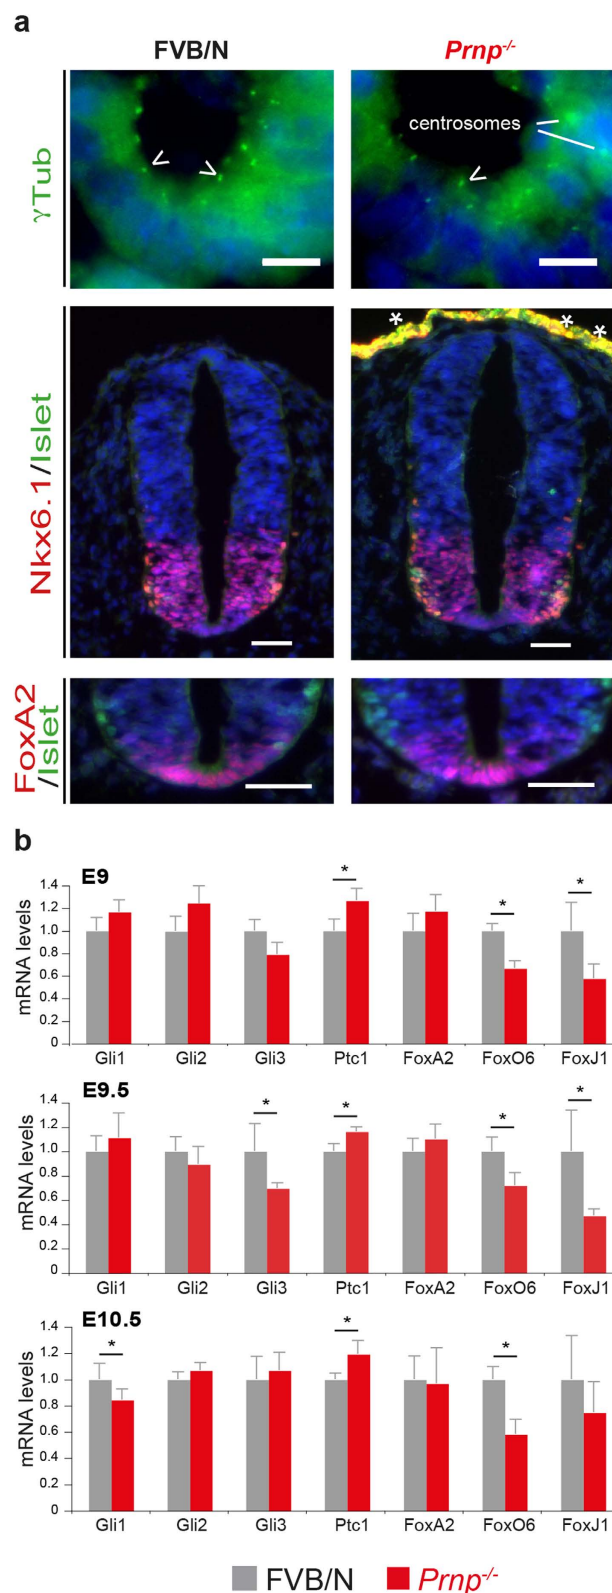 a
FVB/N
Prnp-/-
γTub
centrosomes
Nkx6.1/Islet
*
*
*
FoxA2
/Islet
b
E9
mRNA levels
1.4
1.2
1
0.8
0.6
0.4
0.2
0
*
*
*
Gli1 Gli2 Gli3 Ptc1 FoxA2 FoxO6 FoxJ1
E9.5
mRNA levels
1.4
1.2
1.0
0.8
0.6
0.4
0.2
0
*
*
*
*
Gli1 Gli2 Gli3 Ptc1 FoxA2 FoxO6 FoxJ1
E10.5
mRNA levels
1.4
1.2
1
0.8
0.6
0.4
0.2
0
*
*
*
Gli1 Gli2 Gli3 Ptc1 FoxA2 FoxO6 FoxJ1
FVB/N Prnp-/-